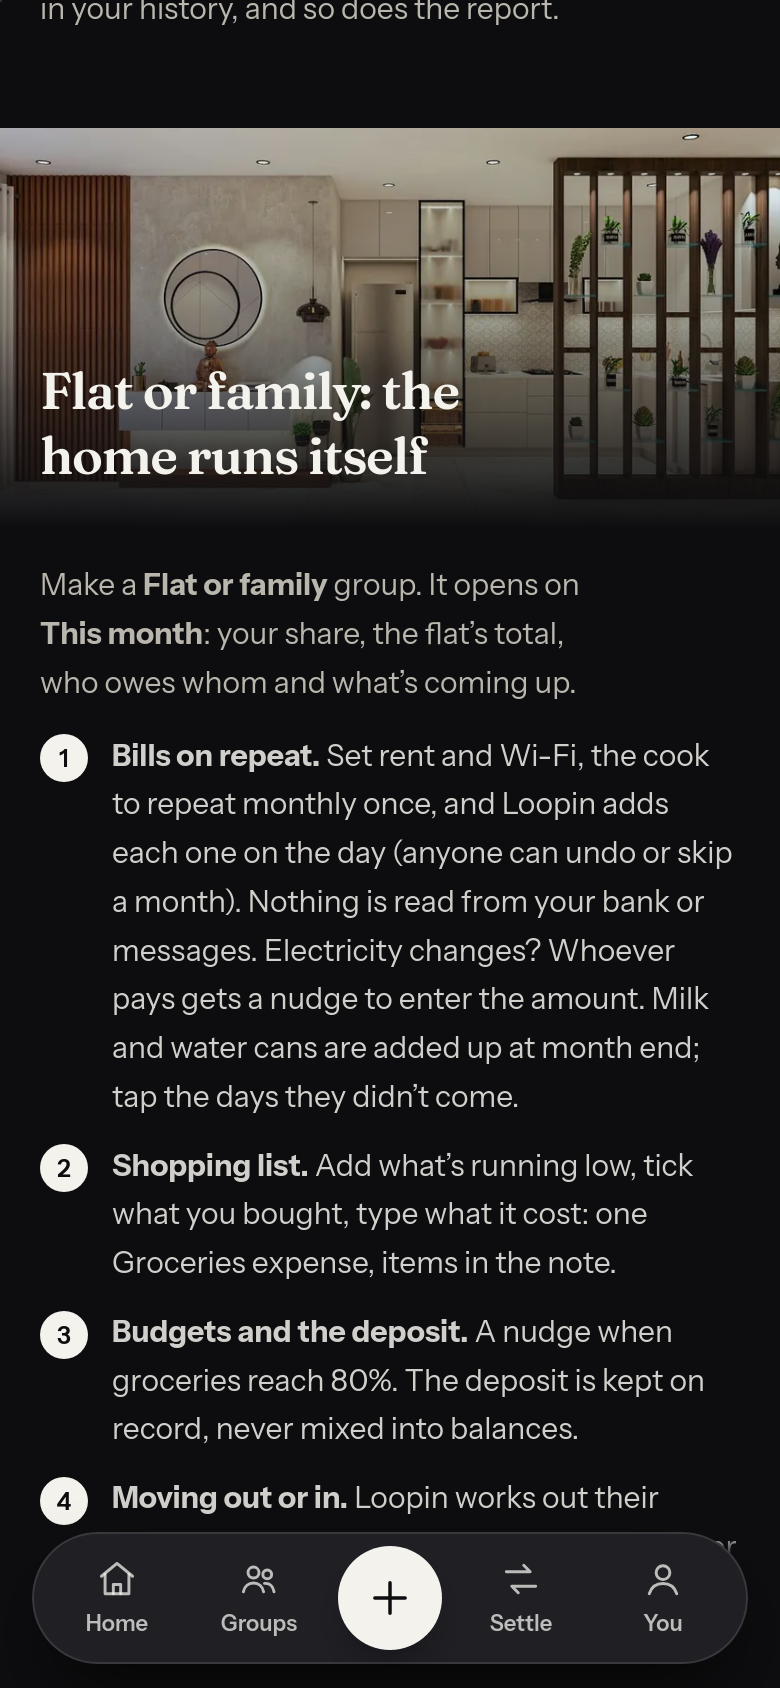 in your history, and so does the report.
Flat or family: the
home runs itself
Make a Flat or family group. It opens on
This month: your share, the flat’s total,
who owes whom and what’s coming up.
1 Bills on repeat. Set rent and Wi-Fi, the cook
to repeat monthly once, and Loopin adds
each one on the day (anyone can undo or skip
a month). Nothing is read from your bank or
messages. Electricity changes? Whoever
pays gets a nudge to enter the amount. Milk
and water cans are added up at month end;
tap the days they didn’t come.
2 Shopping list. Add what’s running low, tick
what you bought, type what it cost: one
Groceries expense, items in the note.
3 Budgets and the deposit. A nudge when
groceries reach 80%. The deposit is kept on
record, never mixed into balances.
4 Moving out or in. Loopin works out their
Home Groups Settle You